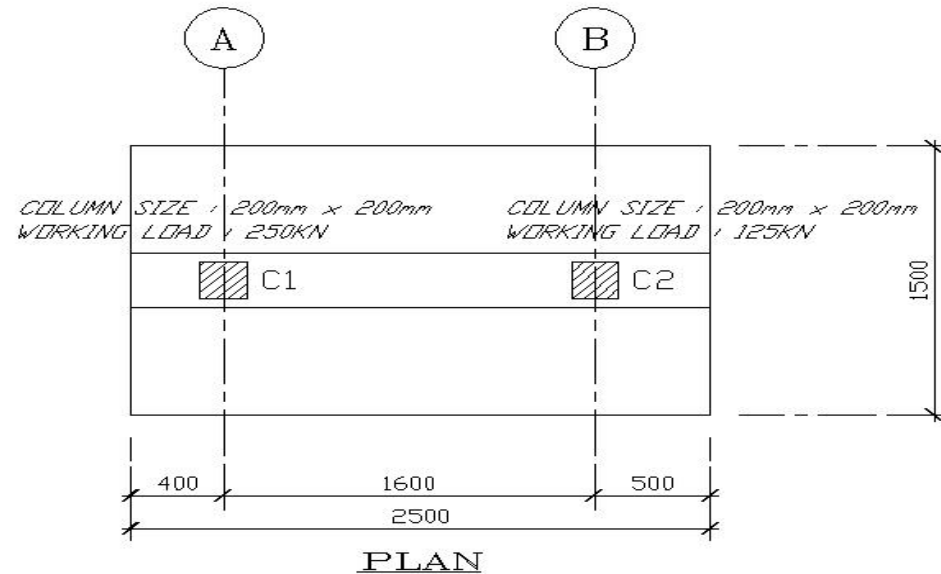 A
B
COLUMN SIZE : 200mm x 200mm
WORKING LOAD : 250KN
COLUMN SIZE : 200mm x 200mm
WORKING LOAD : 125KN
C1
C2
1500
400
1600
500
2500
PLAN